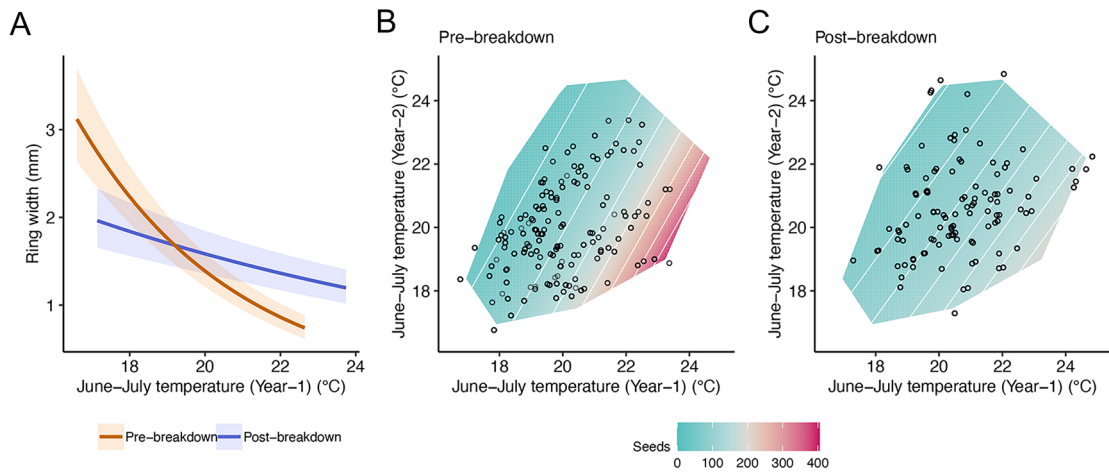 A
Ring width (mm)
3
2
1
18
20
22
24
June–July temperature (Year−1) (°C)
Pre−breakdown
Post−breakdown
B
Pre−breakdown
June–July temperature (Year−2) (°C)
24
22
20
18
18
20
22
24
June–July temperature (Year−1) (°C)
C
Post−breakdown
June–July temperature (Year−2) (°C)
24
22
20
18
18
20
22
24
June–July temperature (Year−1) (°C)
Seeds
0 100 200 300 400